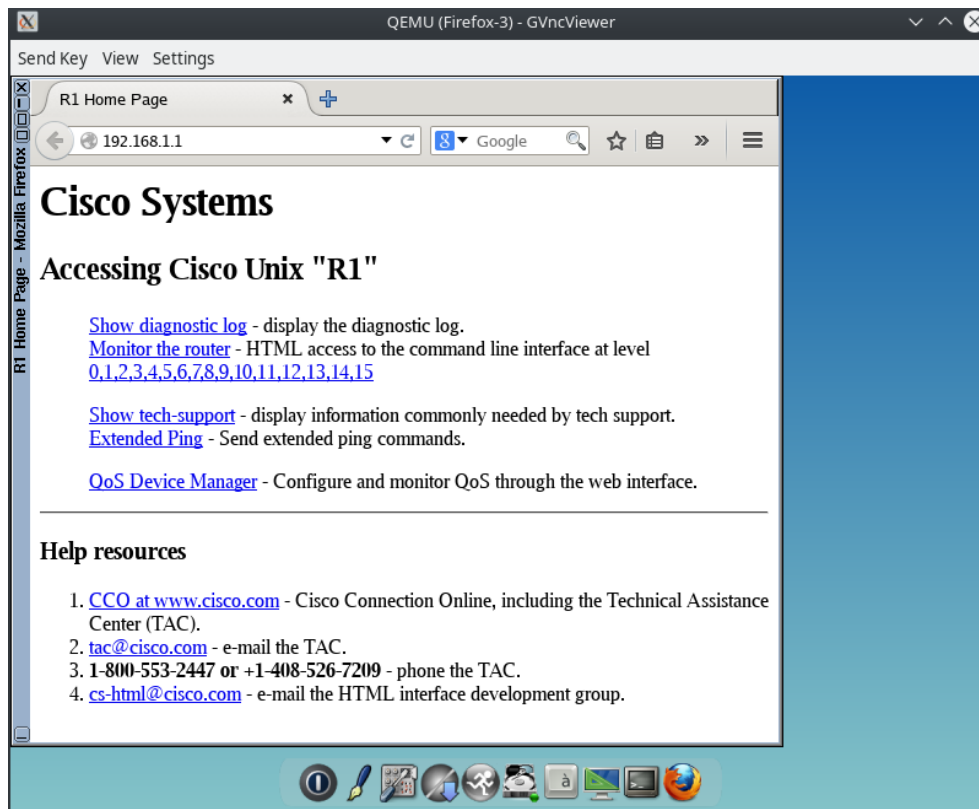 QEMU (Firefox-3) - GVncViewer
Send Key View Settings
R1 Home Page - Mozilla Firefox
R1 Home Page
192.168.1.1
8 Google
Cisco Systems
Accessing Cisco Unix "R1"
Show diagnostic log - display the diagnostic log.
Monitor the router - HTML access to the command line interface at level
0,1,2,3,4,5,6,7,8,9,10,11,12,13,14,15
Show tech-support - display information commonly needed by tech support.
Extended Ping - Send extended ping commands.
QoS Device Manager - Configure and monitor QoS through the web interface.
Help resources
1. CCO at www.cisco.com - Cisco Connection Online, including the Technical Assistance
Center (TAC).
2. tac@cisco.com - e-mail the TAC.
3. 1-800-553-2447 or +1-408-526-7209 - phone the TAC.
4. cs-html@cisco.com - e-mail the HTML interface development group.
à